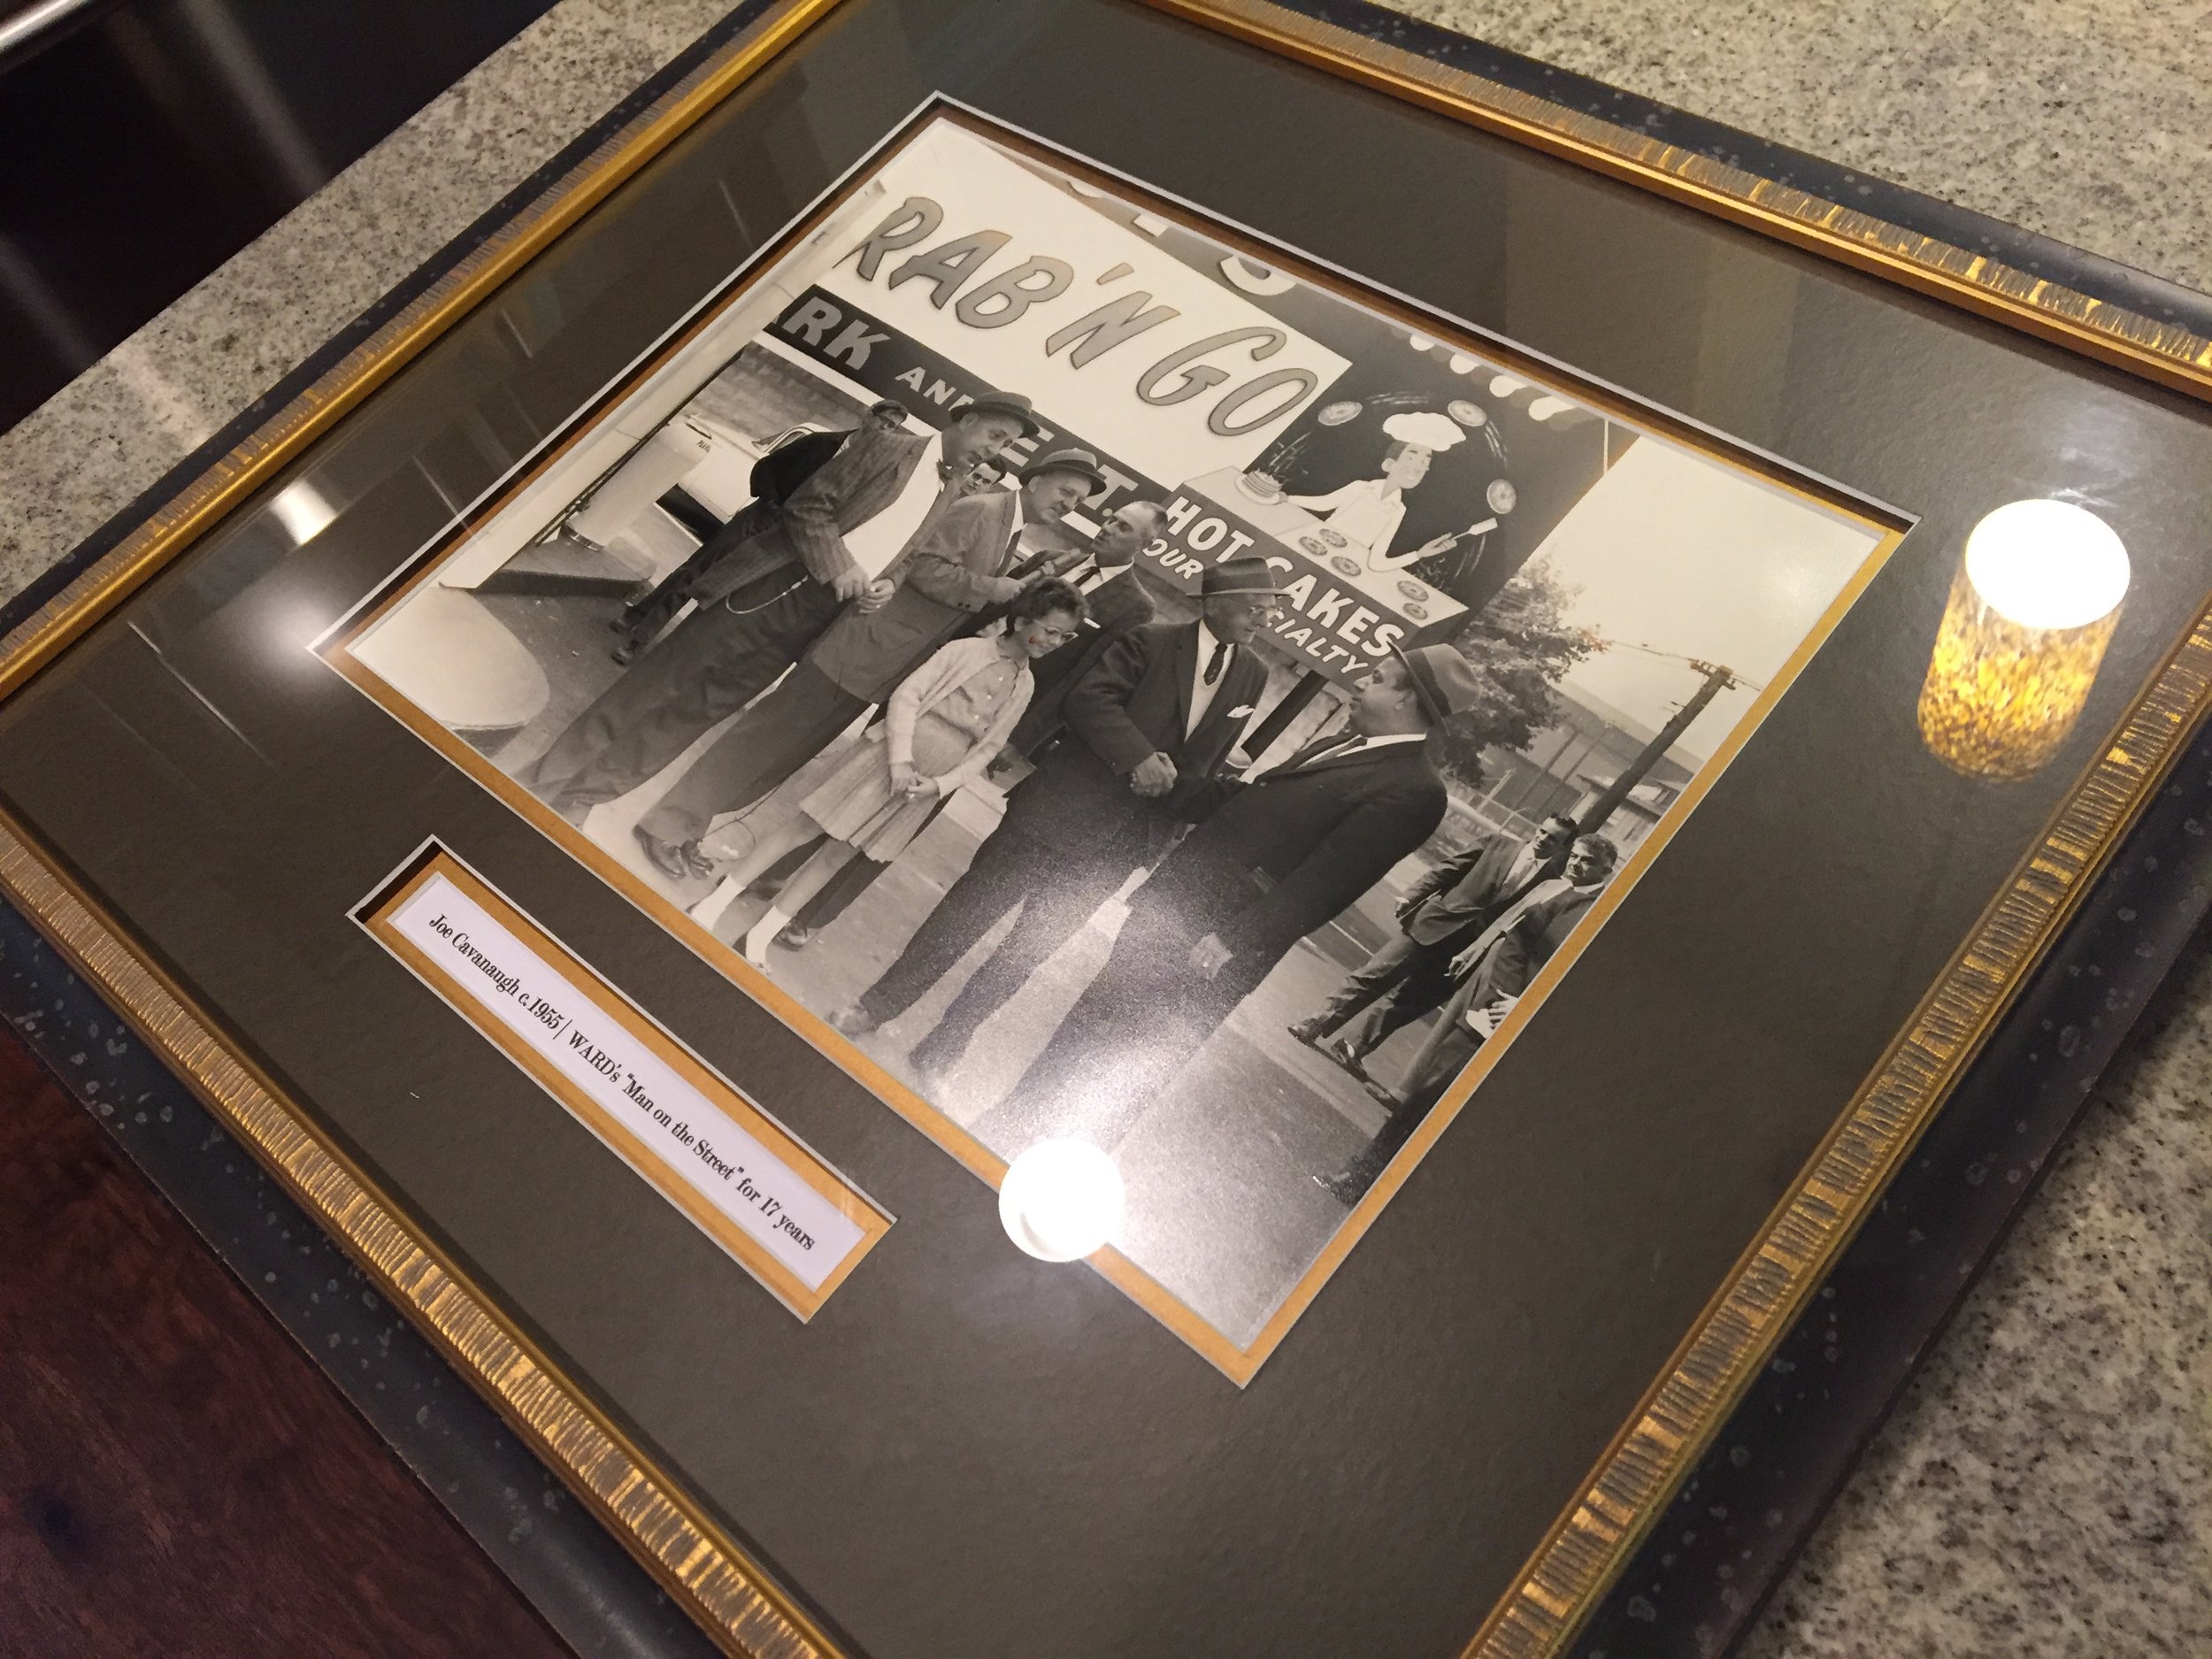 RAB 'N GO
RK AND E T.
HOT CAKES
OUR CIALTY
Joe Cavanaugh c.1955 | WARD's "Man on the Street" for 17 years